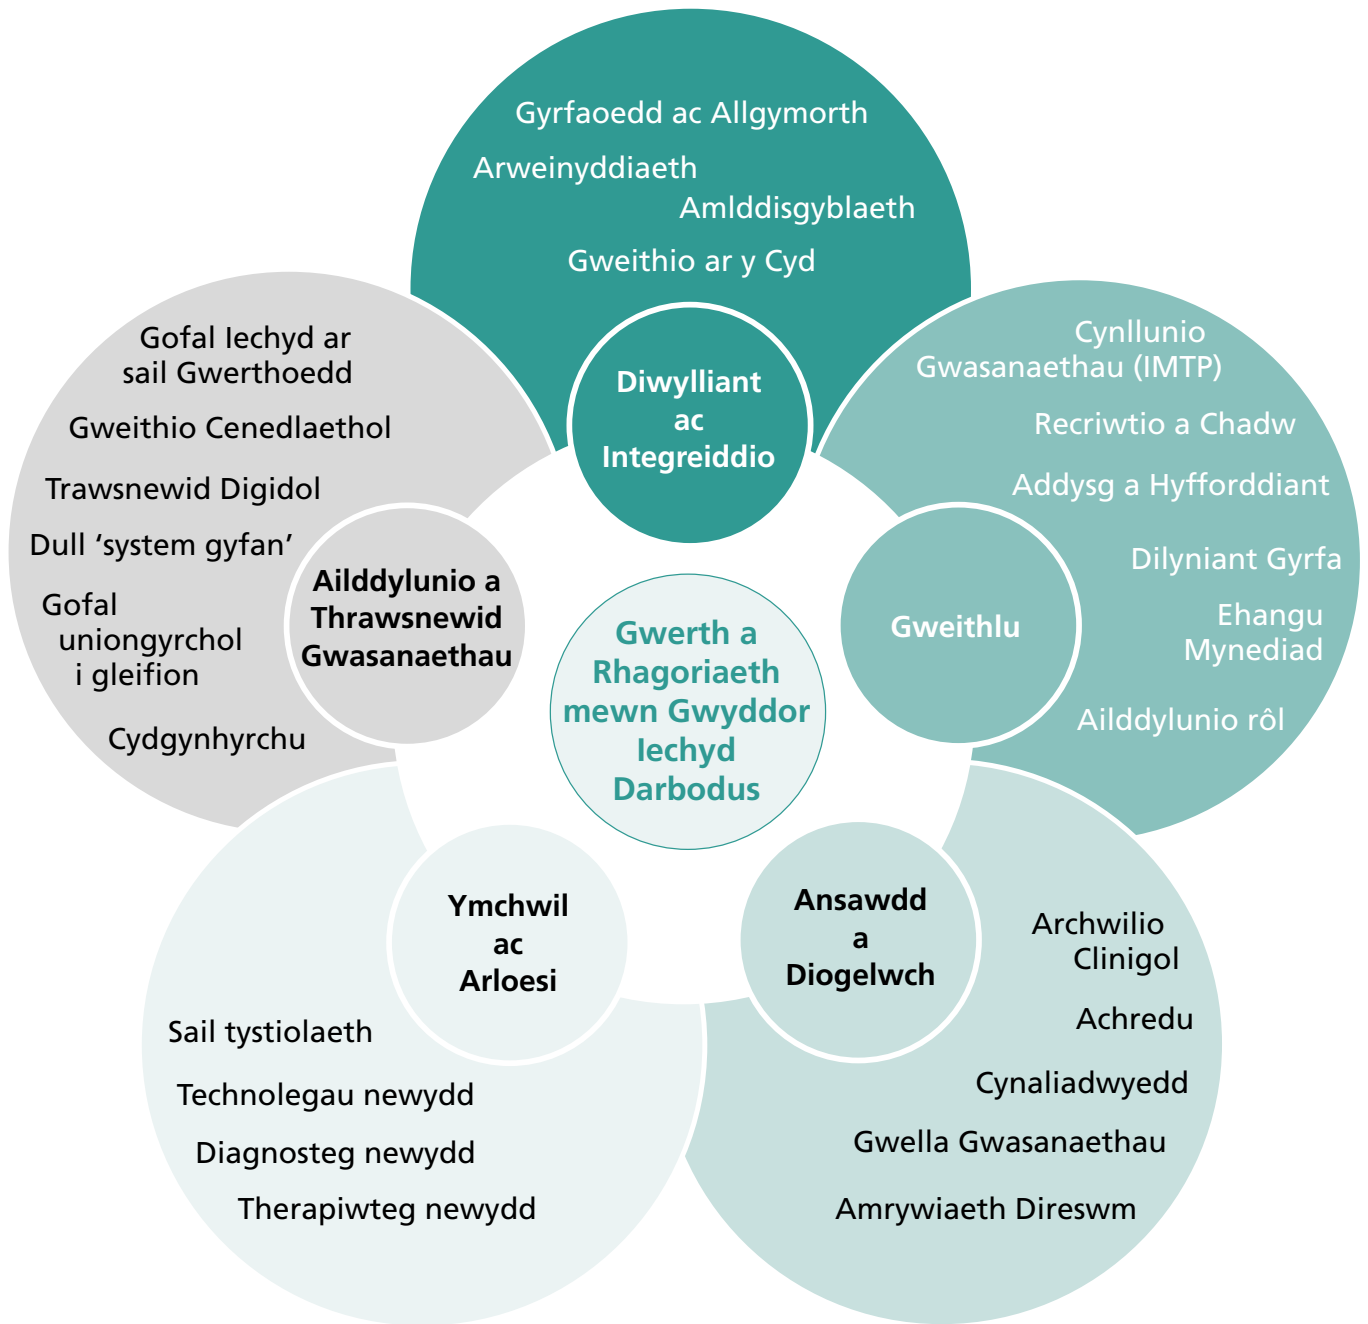 Gyrfaoedd ac Allgymorth
Arweinyddiaeth
Amlddisgyblaeth
Gweithio ar y Cyd
Diwylliant
ac
Integreiddio
Cynllunio
Gwasanaethau (IMTP)
Recriwtio a Chadw
Addysg a Hyfforddiant
Dilyniant Gyrfa
Ehangu
Mynediad
Ailddylunio rôl
Gweithlu
Archwilio
Clinigol
Achredu
Cynaliadwyedd
Gwella Gwasanaethau
Amrywiaeth Direswm
Ansawdd
a
Diogelwch
Ymchwil
ac
Arloesi
Sail tystiolaeth
Technolegau newydd
Diagnosteg newydd
Therapiwteg newydd
Gofal Iechyd ar
sail Gwerthoedd
Gweithio Cenedlaethol
Trawsnewid Digidol
Dull ‘system gyfan’
Gofal
uniongyrchol
i gleifion
Cydgynhyrchu
Ailddylunio a
Thrawsnewid
Gwasanaethau
Gwerth a
Rhagoriaeth
mewn Gwyddor
Iechyd
Darbodus